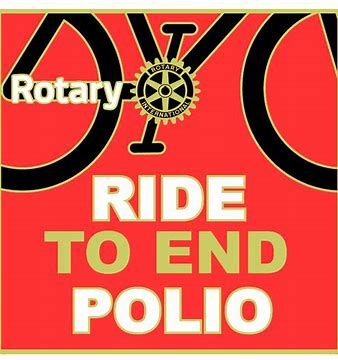 Rotary
ROTARY
INTERNATIONAL
RIDE
TO END
POLIO